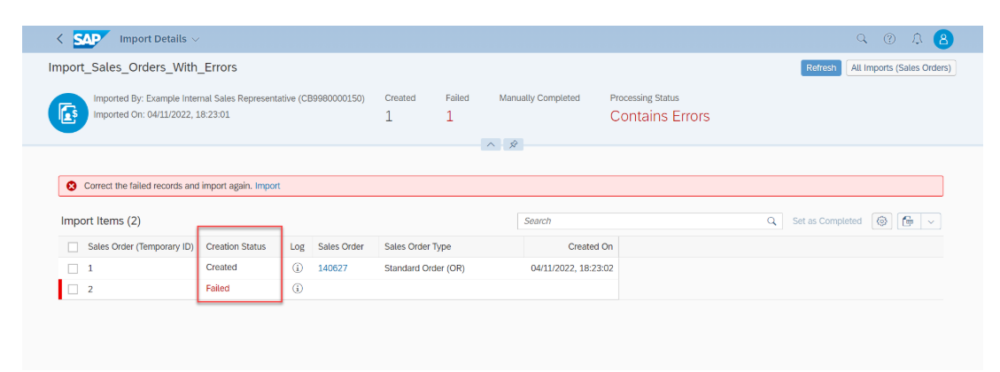 SAP Import Details
Import_Sales_Orders_With_Errors
Refresh All Imports (Sales Orders)
Imported By: Example Internal Sales Representative (CB9980000150) Created Failed Manually Completed Processing Status
Imported On: 04/11/2022, 18:23:01 1 1 Contains Errors
Correct the failed records and import again. Import
Import Items (2) Search Set as Completed
Sales Order (Temporary ID) Creation Status Log Sales Order Sales Order Type Created On
1 Created 140627 Standard Order (OR) 04/11/2022, 18:23:02
2 Failed